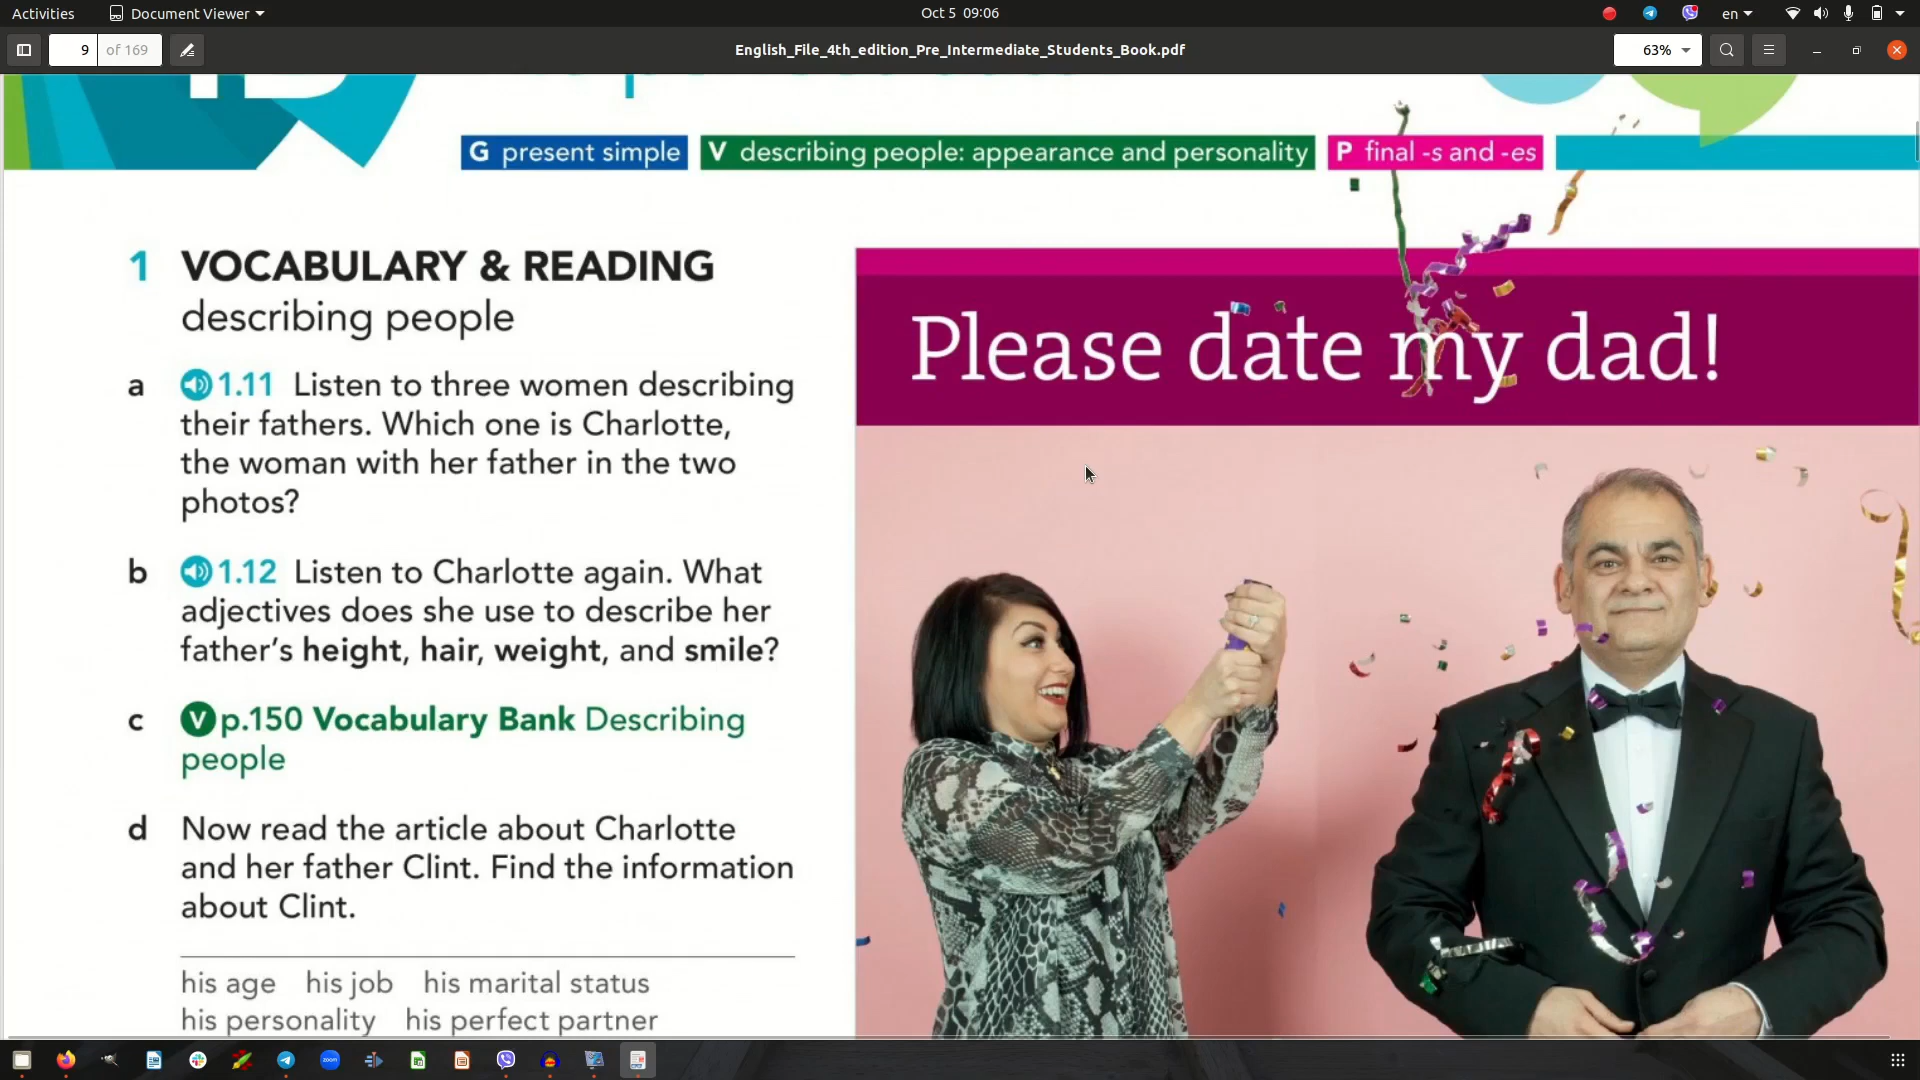 Activities
Document Viewer
Oct 5 09:06
en
9
of 169
English_File_4th_edition_Pre_Intermediate_Students_Book.pdf
63%
G present simple
V describing people: appearance and personality
P final -s and -es
1 VOCABULARY & READING
describing people
a 1.11 Listen to three women describing
their fathers. Which one is Charlotte,
the woman with her father in the two
photos?
b 1.12 Listen to Charlotte again. What
adjectives does she use to describe her
father's height, hair, weight, and smile?
c V p.150 Vocabulary Bank Describing
people
d Now read the article about Charlotte
and her father Clint. Find the information
about Clint.
his age his job his marital status
his personality his perfect partner
Please date my dad!
zoom